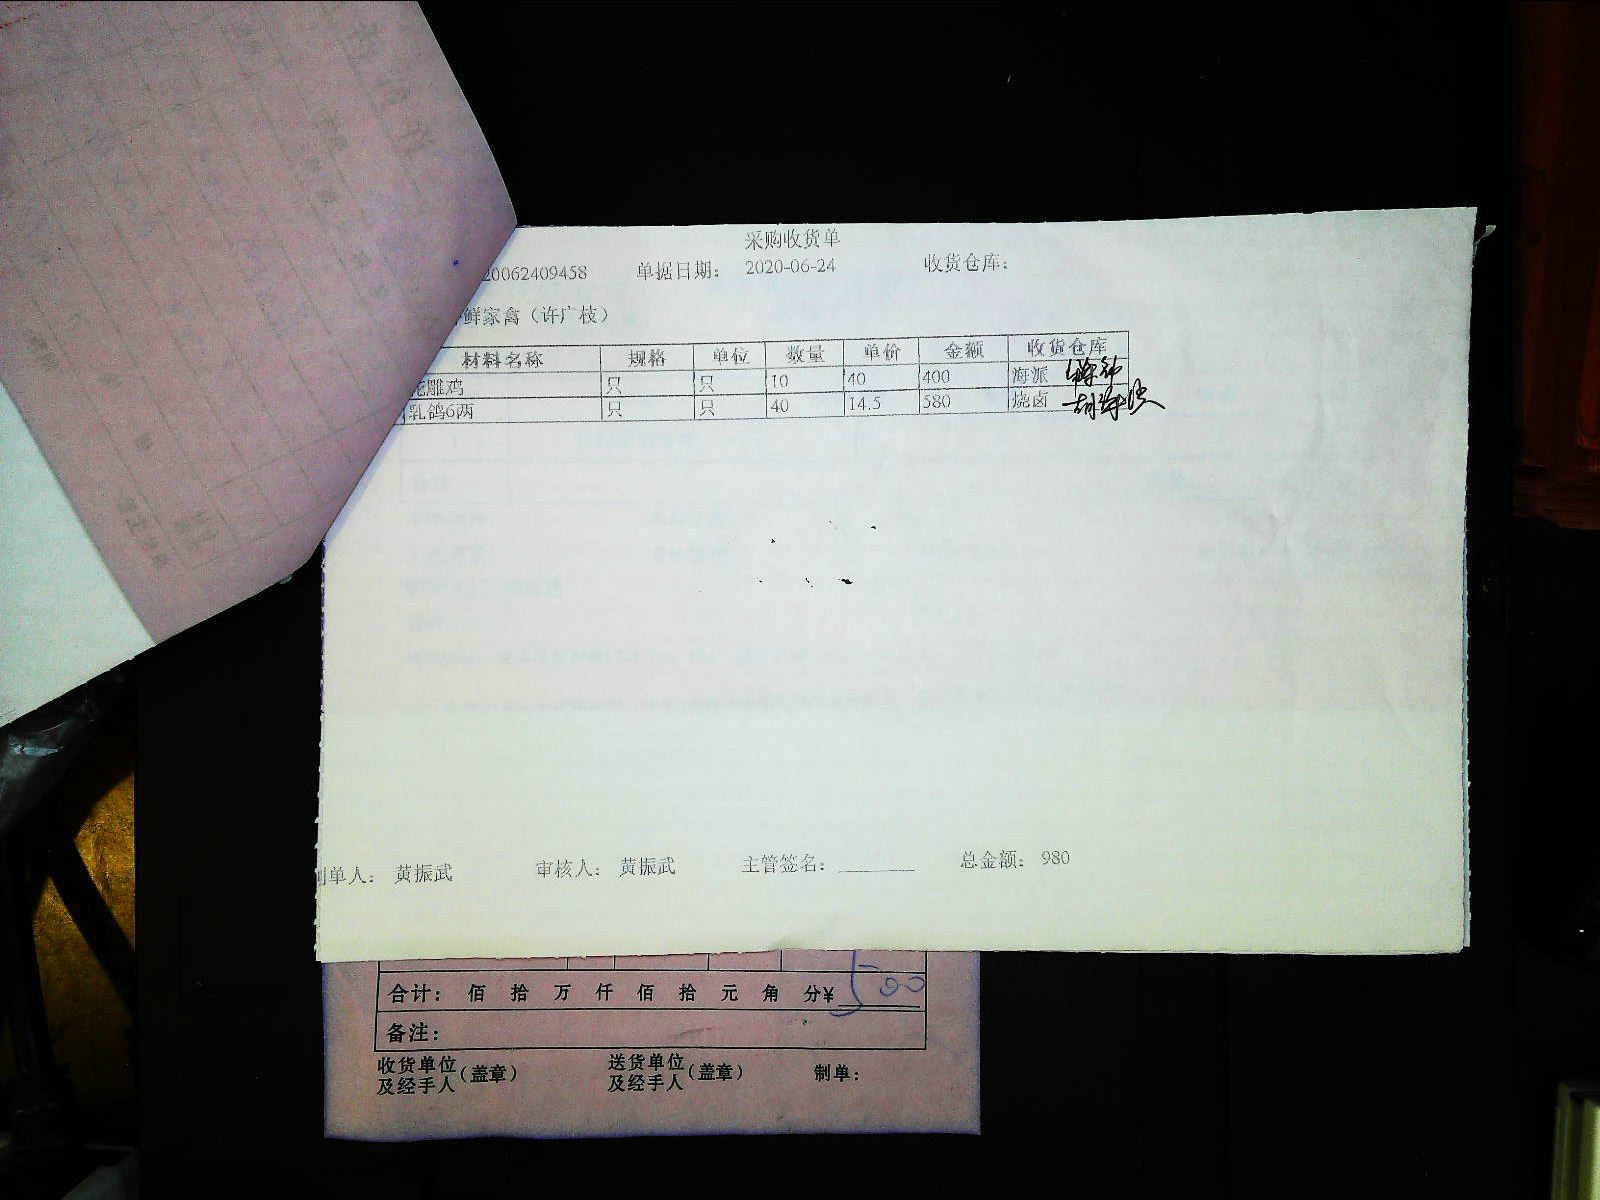 采购收货单
20062409458 单据日期： 2020-06-24 收货仓库：
鲜家禽（许广枝）
材料名称 规格 单位 数量 单价 金额 收货仓库
雕鸡 只 只 10 40 400 海派
乳鸽6两 只 只 40 14.5 580 烧卤
制单人： 黄振武 审核人： 黄振武 主管签名： 总金额： 980
合计： 佰 拾 万 仟 佰 拾 元 角 分¥ 500
备注：
收货单位及经手人（盖章） 送货单位及经手人（盖章） 制单：